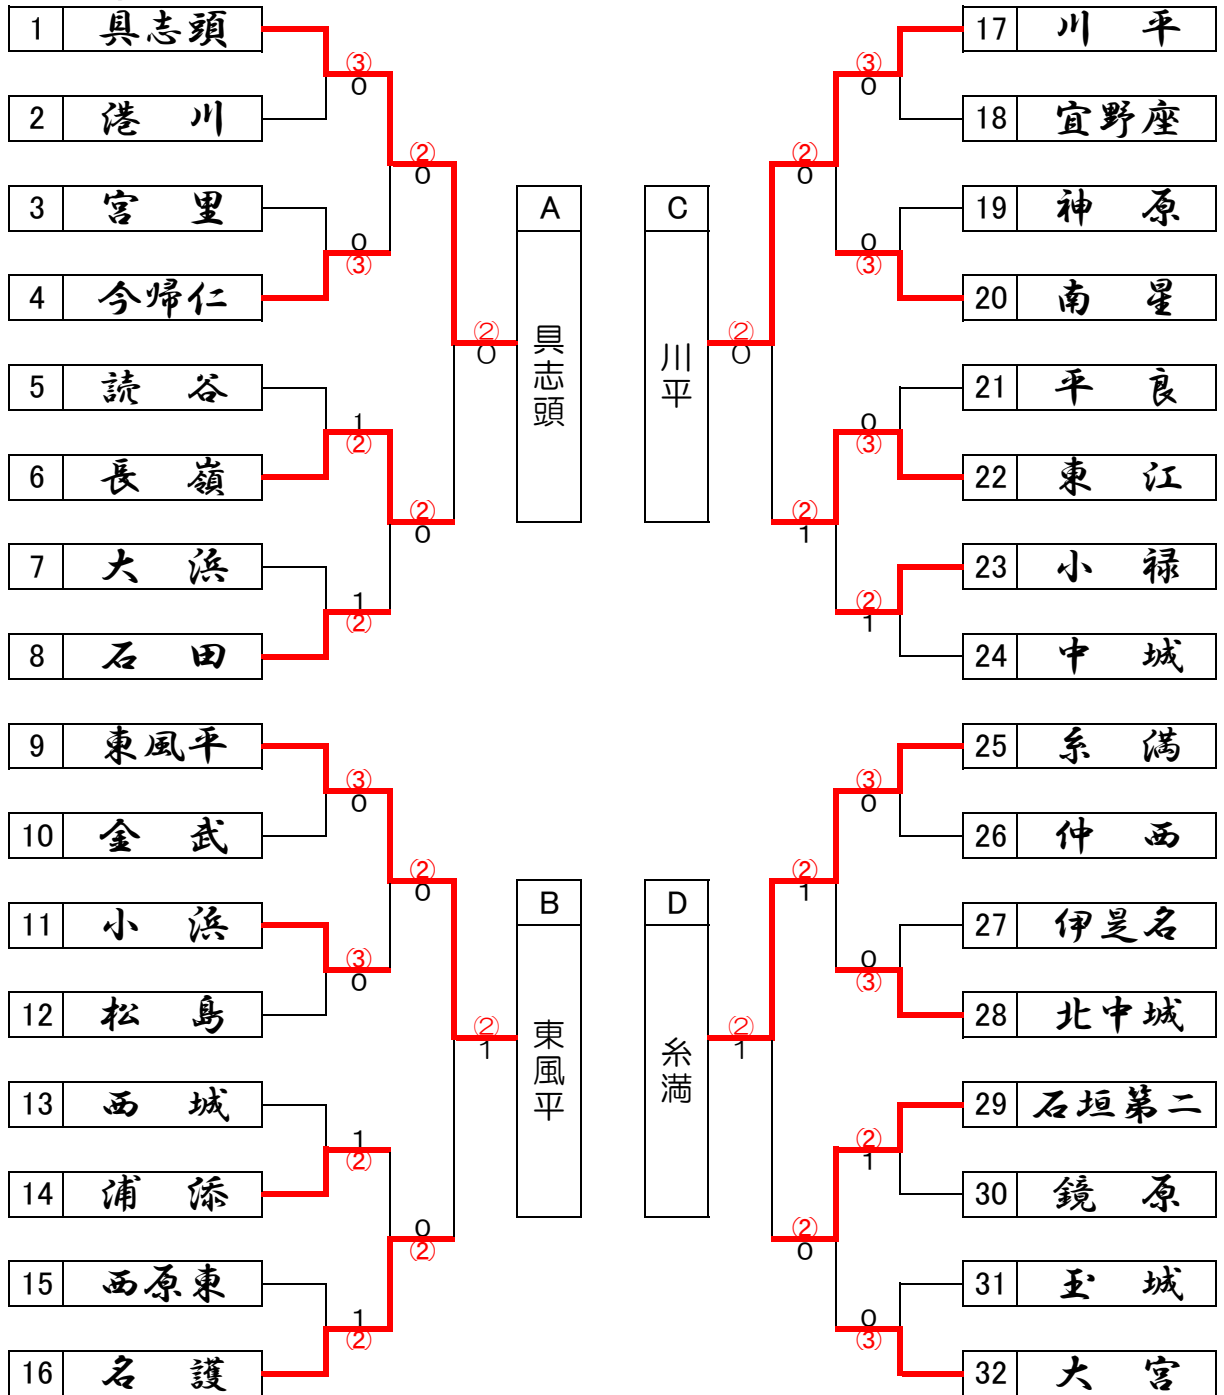 1 具志頭
2 港 川
3 宮 里
4 今帰仁
5 読 谷
6 長 嶺
7 大 浜
8 石 田
9 東風平
10 金 武
11 小 浜
12 松 島
13 西 城
14 浦 添
15 西原東
16 名 護
③
0
0
③
1
②
1
②
③
0
③
0
1
②
1
②
②
0
②
0
②
0
0
②
②
0
②
1
A
具志頭
B
東風平
C
川平
D
糸満
②
0
②
1
②
0
②
1
②
1
②
0
③
0
0
③
0
③
②
1
③
0
0
③
②
1
0
③
17 川 平
18 宜野座
19 神 原
20 南 星
21 平 良
22 東 江
23 小 禄
24 中 城
25 糸 満
26 仲 西
27 伊是名
28 北中城
29 石垣第二
30 鏡 原
31 玉 城
32 大 宮